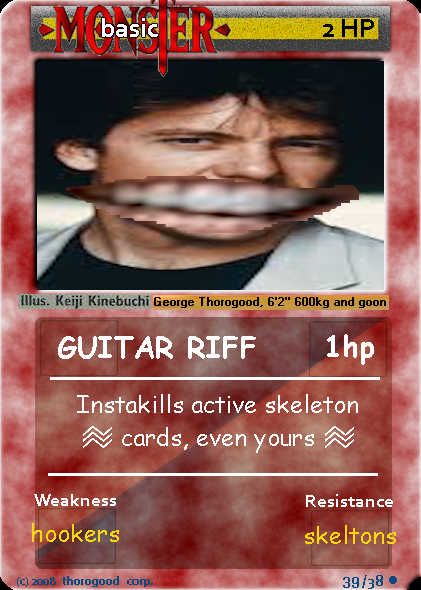 MONSTER
basic
2 HP
Illus. Keiji Kinebuchi George Thorogood, 6'2" 600kg and goon
GUITAR RIFF 1hp
Instakills active skeleton
cards, even yours
Weakness Resistance
hookers skeltons
(c) 2008 thorogood corp. 39/38